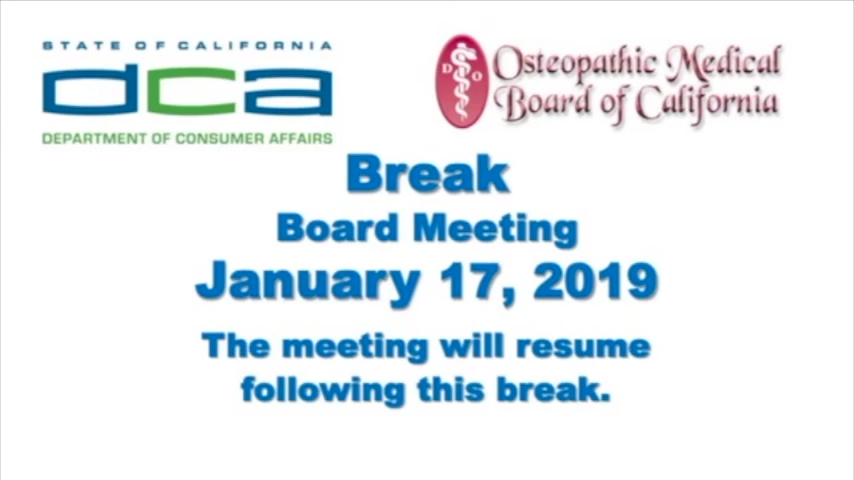 STATE OF CALIFORNIA
dca
DEPARTMENT OF CONSUMER AFFAIRS
D O
Osteopathic Medical
Board of California
Break
Board Meeting
January 17, 2019
The meeting will resume
following this break.